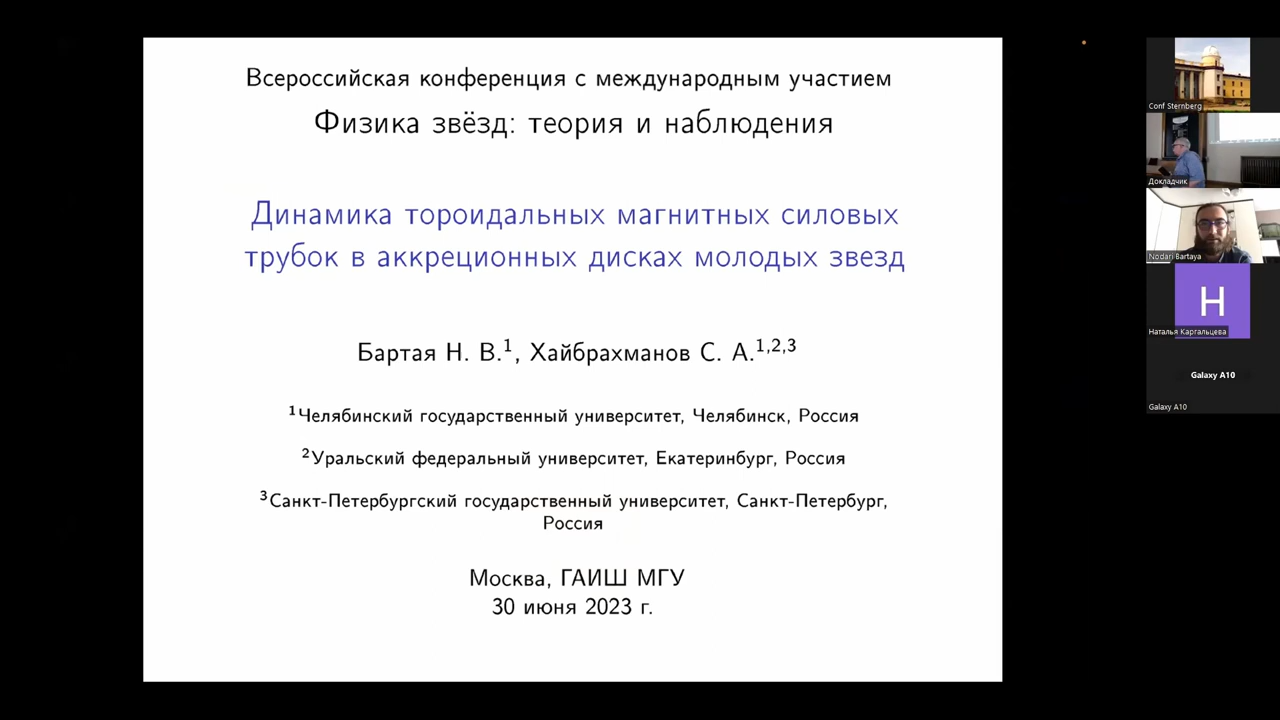 Всероссийская конференция с международным участием
Физика звёзд: теория и наблюдения
Динамика тороидальных магнитных силовых
трубок в аккреционных дисках молодых звезд
Бартая Н. В.¹, Хайбрахманов С. А.¹,²,³
¹Челябинский государственный университет, Челябинск, Россия
²Уральский федеральный университет, Екатеринбург, Россия
³Санкт-Петербургский государственный университет, Санкт-Петербург,
Россия
Москва, ГАИШ МГУ
30 июня 2023 г.
Conf Sternberg
Докладчик
Nodari Bartaya
Н
Наталья Каргальцева
Galaxy A10
Galaxy A10